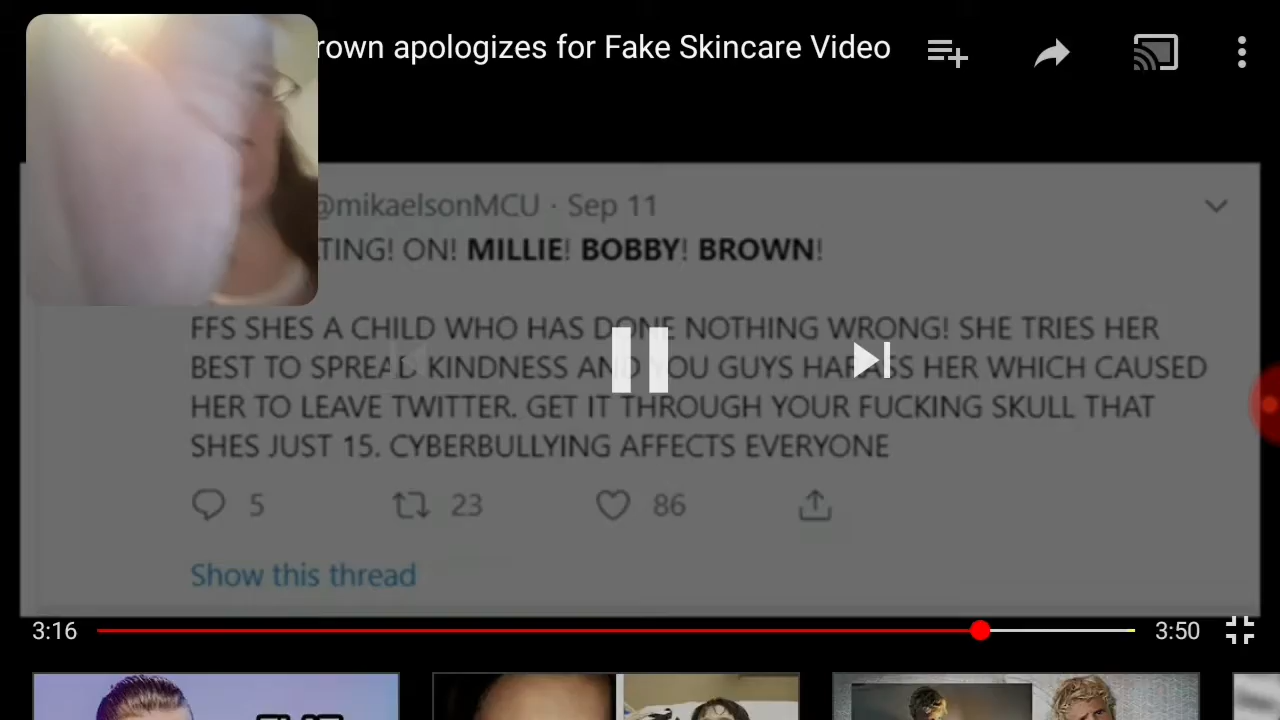 rown apologizes for Fake Skincare Video
@mikaelsonMCU · Sep 11
TING! ON! MILLIE! BOBBY! BROWN!
FFS SHES A CHILD WHO HAS DONE NOTHING WRONG! SHE TRIES HER
BEST TO SPREAD KINDNESS AND YOU GUYS HARASS HER WHICH CAUSED
HER TO LEAVE TWITTER. GET IT THROUGH YOUR FUCKING SKULL THAT
SHES JUST 15. CYBERBULLYING AFFECTS EVERYONE
5 23 86
Show this thread
3:16 3:50